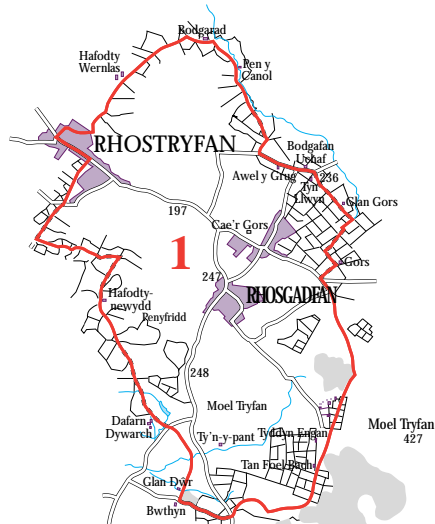 Bodgarad
Hafodty
Wernlas
Pen y
Canol
RHOSTRYFAN
Bodgafan
Uchaf
Awel y Grug
236
Tyn
Llwyn
Glan Gors
197
Cae'r Gors
1
Gors
247
Hafodty-
newydd
RHOSGADFAN
Penyfridd
248
Moel Tryfan
Dafarn
Dywarch
Ty'n-y-pant
Tyddyn Engan
Moel Tryfan
427
Tan Foel Bach
Glan Dŵr
Bwthyn